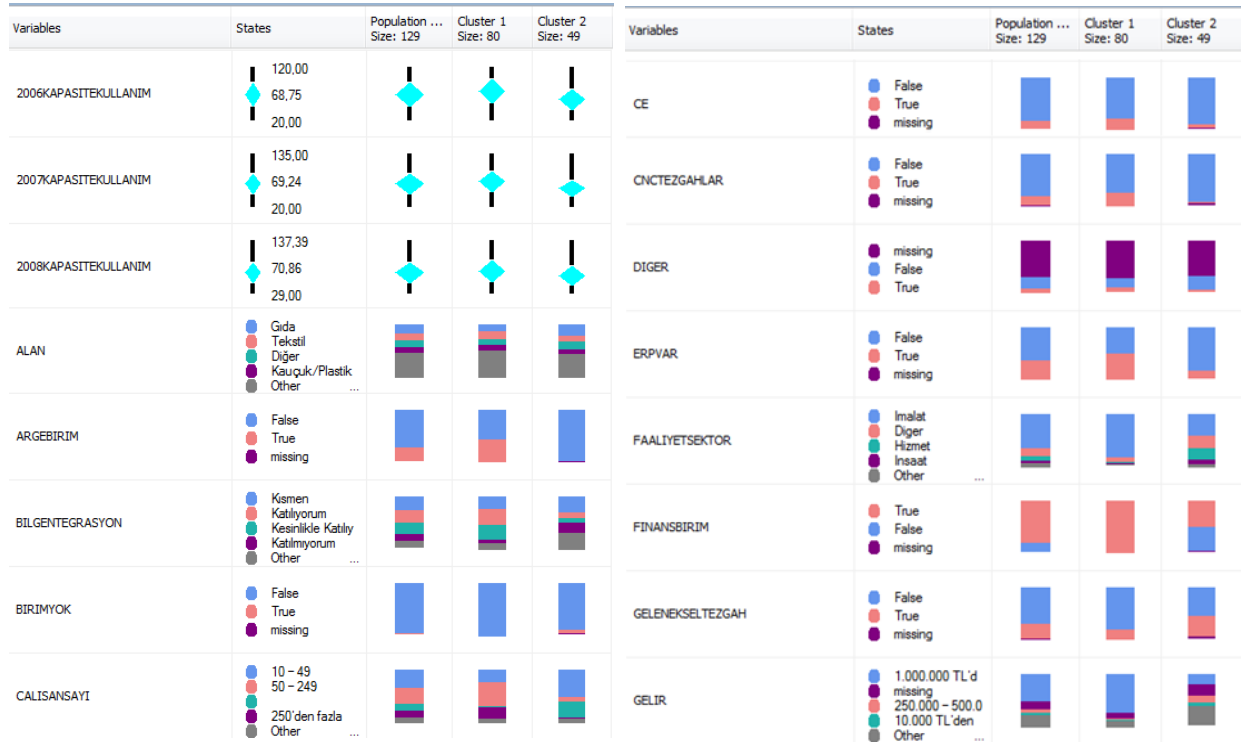 Variables States Population ... Cluster 1 Cluster 2
Size: 129 Size: 80 Size: 49
2006KAPASITEKULLANIM
120,00
68,75
20,00
2007KAPASITEKULLANIM
135,00
69,24
20,00
2008KAPASITEKULLANIM
137,39
70,86
29,00
ALAN
Gıda
Tekstil
Diğer
Kauçuk/Plastik
Other ...
ARGEBIRIM
False
True
missing
BILGENTEGRASYON
Kısmen
Katılıyorum
Kesinlikle Katılıy
Katılmıyorum
Other ...
BIRIMYOK
False
True
missing
CALISANSAYI
10 – 49
50 – 249
250'den fazla
Other ...
Variables States Population ... Cluster 1 Cluster 2
Size: 129 Size: 80 Size: 49
CE
False
True
missing
CNCTEZGAHLAR
False
True
missing
DIGER
missing
False
True
ERPVAR
False
True
missing
FAALIYETSEKTOR
Imalat
Diger
Hizmet
Insaat
Other ...
FINANSBIRIM
True
False
missing
GELENEKSELTEZGAH
False
True
missing
GELIR
1.000.000 TL'd
missing
250.000 – 500.0
10.000 TL'den
Other ...